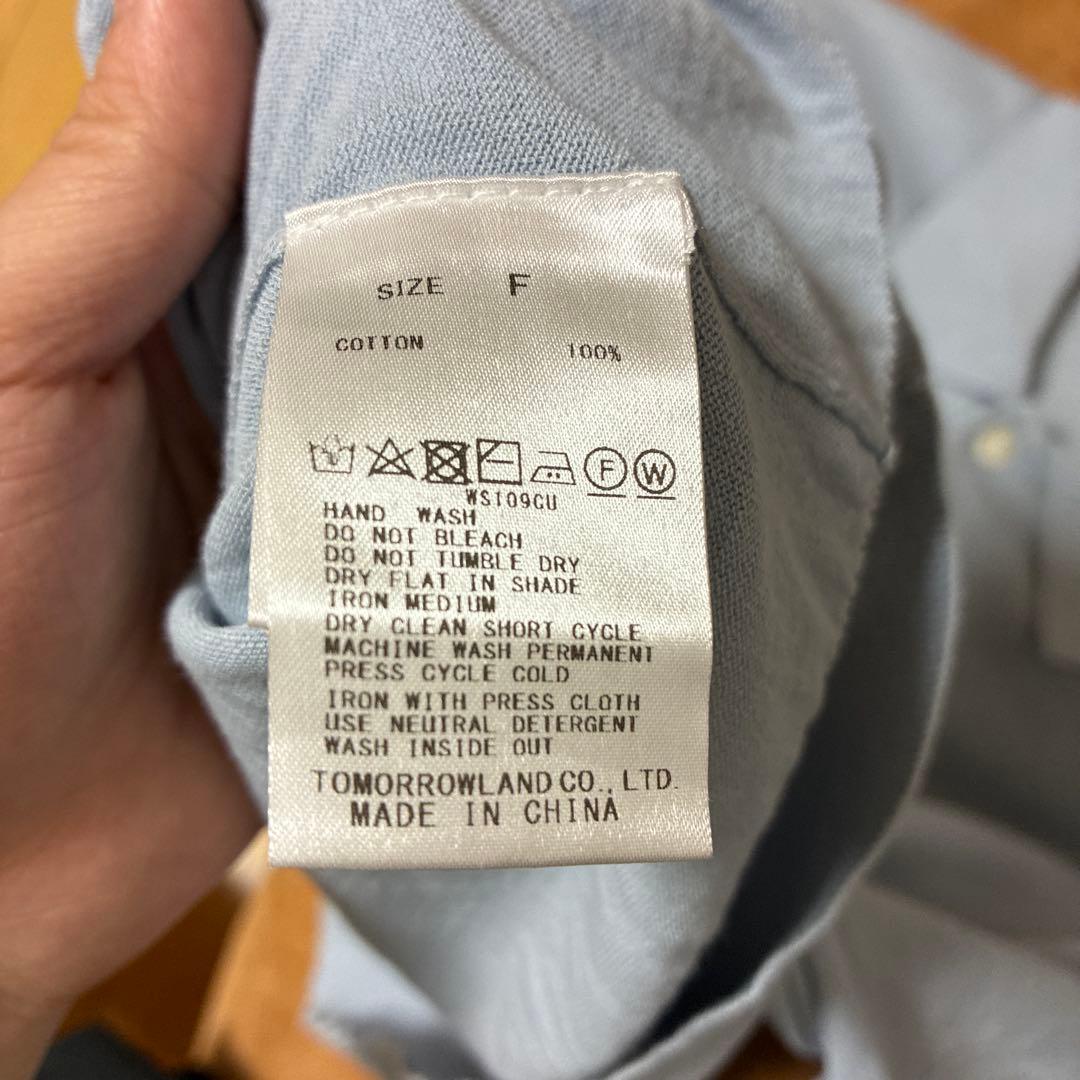 SIZE F
COTTON 100%
F W
WS109CU
HAND WASH
DO NOT BLEACH
DO NOT TUMBLE DRY
DRY FLAT IN SHADE
IRON MEDIUM
DRY CLEAN SHORT CYCLE
MACHINE WASH PERMANENT
PRESS CYCLE COLD
IRON WITH PRESS CLOTH
USE NEUTRAL DETERGENT
WASH INSIDE OUT
TOMORROWLAND CO., LTD.
MADE IN CHINA